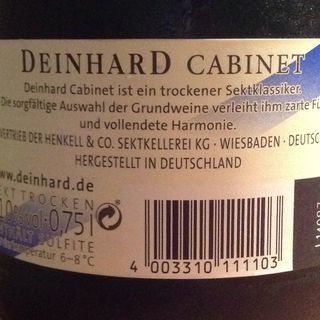 DEINHARD CABINET
Deinhard Cabinet ist ein trockener Sektklassiker.
Die sorgfältige Auswahl der Grundweine verleiht ihm zarte
und vollendete Harmonie.
VERTRIEB DER HENKELL & CO. SEKTKELLEREI KG · WIESBADEN ·
HERGESTELLT IN DEUTSCHLAND
www.deinhard.de
TROCKEN
0,75 l
SULFITE
6–8°C
4 003310 111103